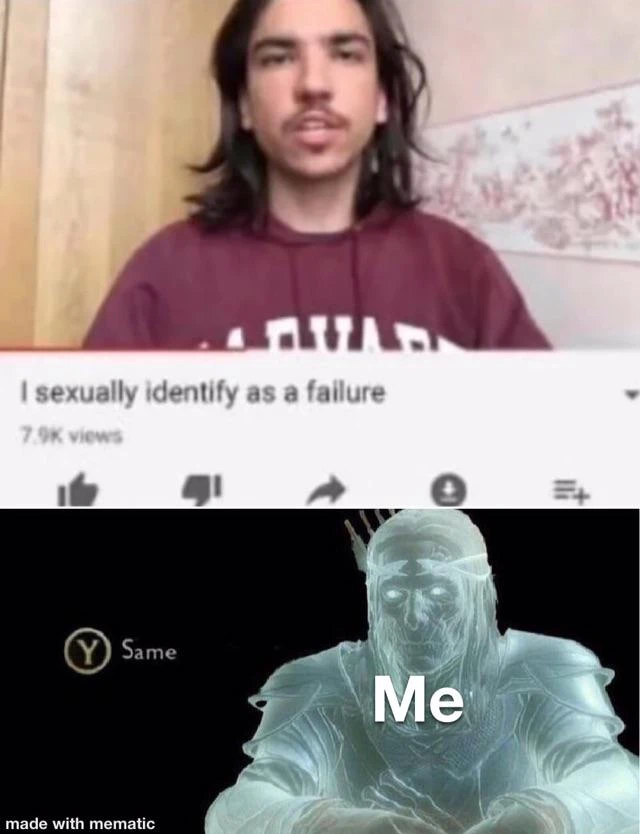 I sexually identify as a failure
7.9K views
Y Same
Me
made with mematic